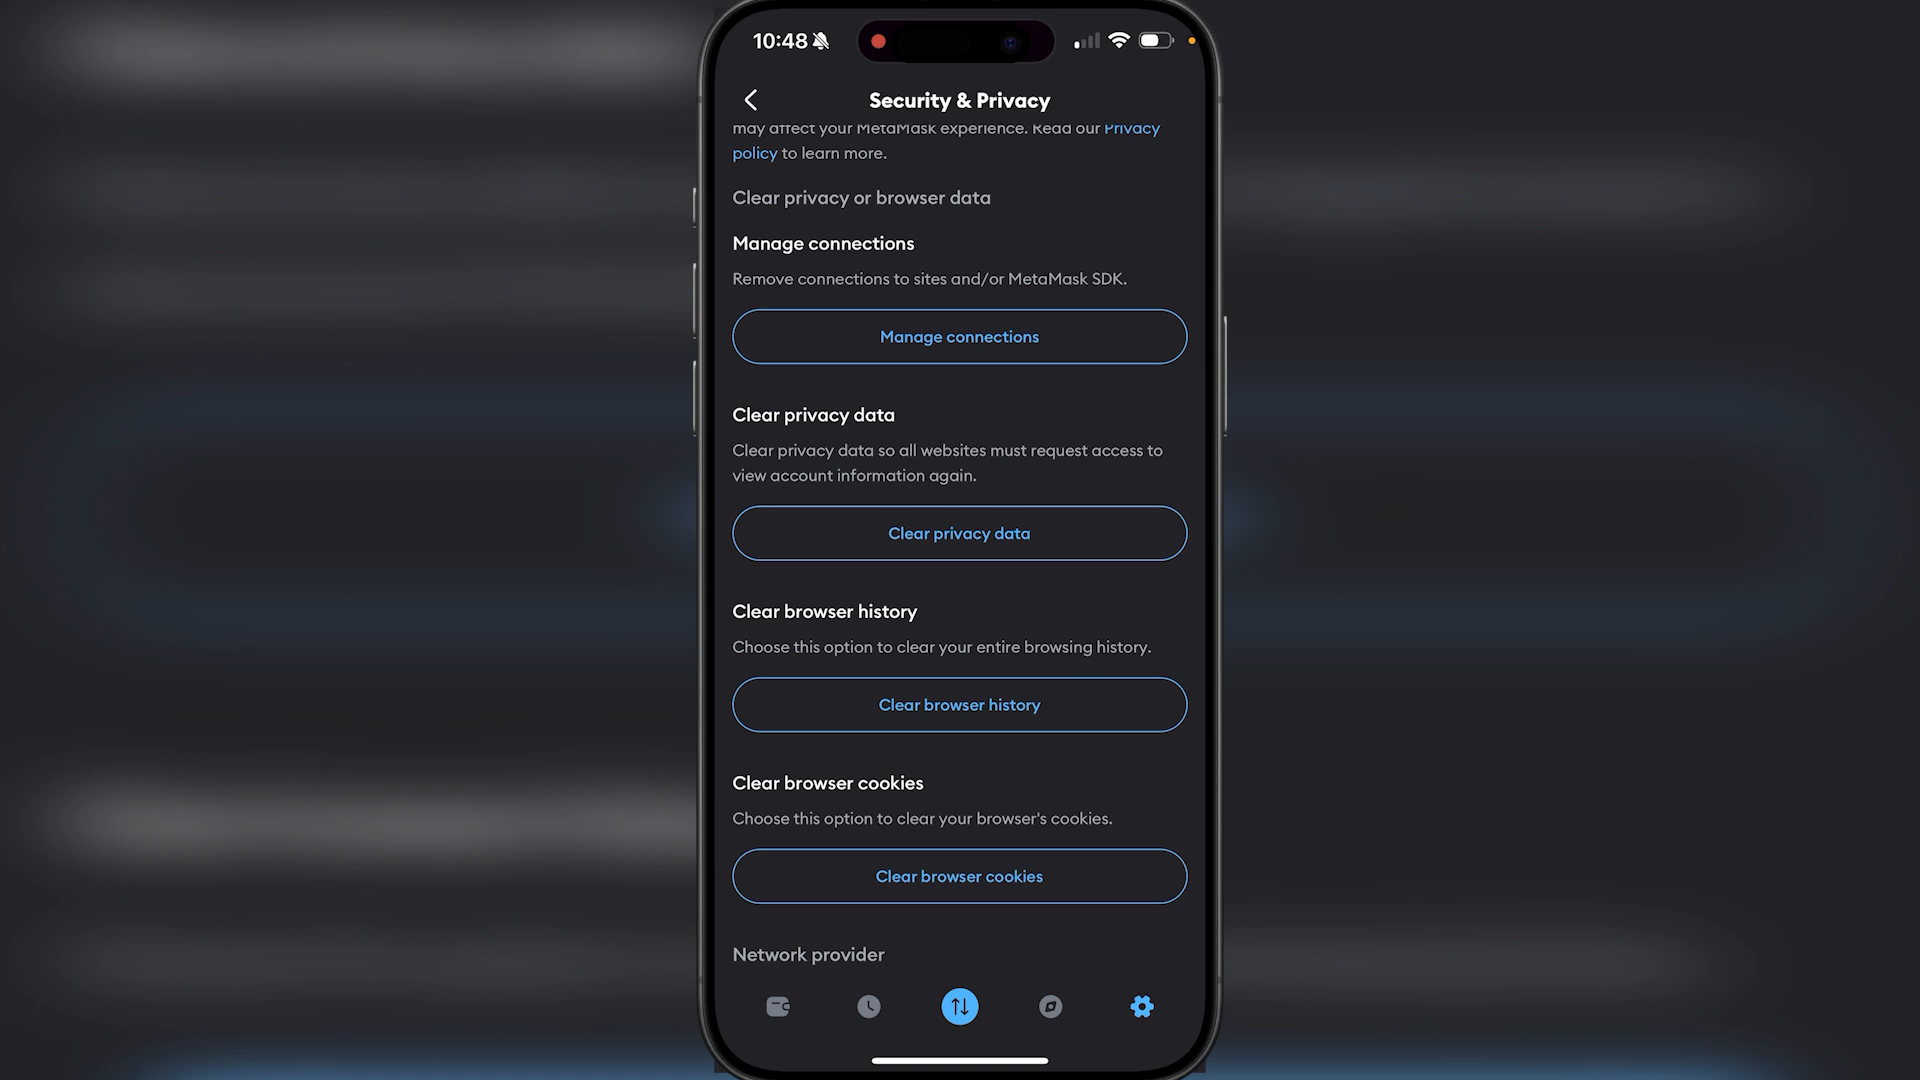 10:48
Security & Privacy
may affect your MetaMask experience. Read our Privacy
policy to learn more.
Clear privacy or browser data
Manage connections
Remove connections to sites and/or MetaMask SDK.
Manage connections
Clear privacy data
Clear privacy data so all websites must request access to
view account information again.
Clear privacy data
Clear browser history
Choose this option to clear your entire browsing history.
Clear browser history
Clear browser cookies
Choose this option to clear your browser's cookies.
Clear browser cookies
Network provider